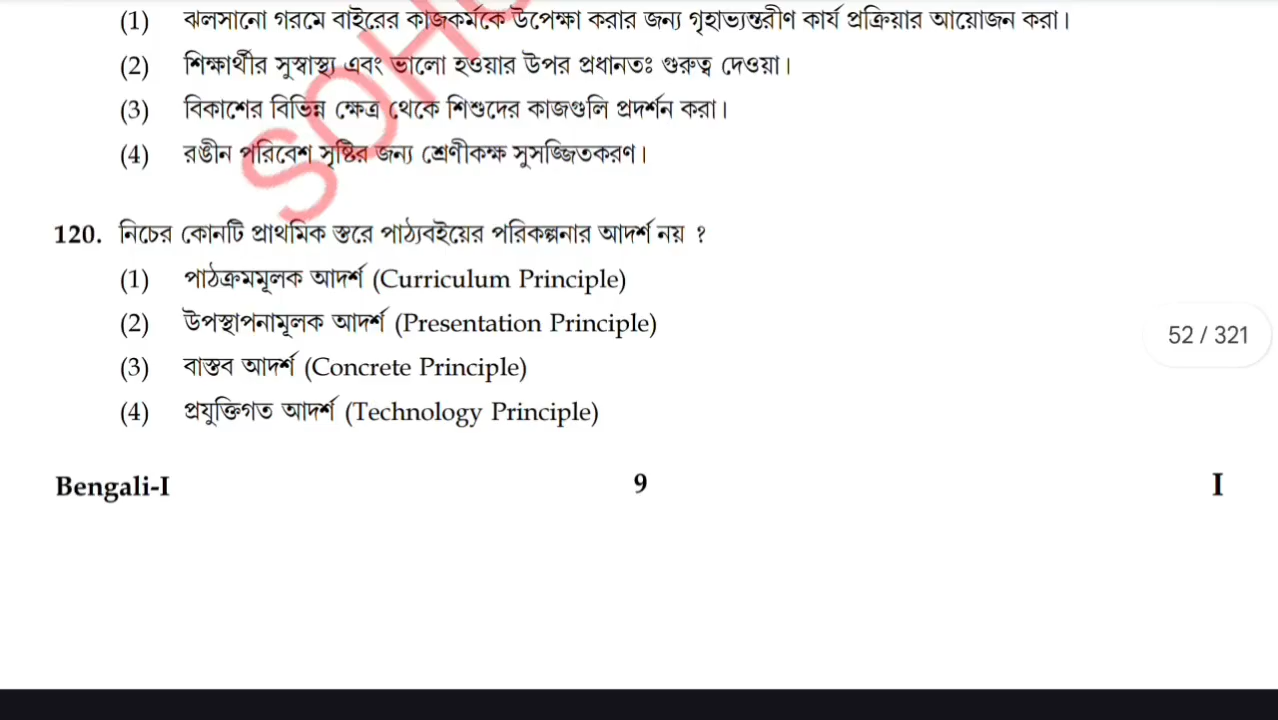 (1) ঝলসানো গরমে বাইরের কাজকর্মকে উপেক্ষা করার জন্য গৃহাভ্যন্তরীণ কার্য প্রক্রিয়ার আয়োজন করা।
(2) শিক্ষার্থীর সুস্বাস্থ্য এবং ভালো হওয়ার উপর প্রধানতঃ গুরুত্ব দেওয়া।
(3) বিকাশের বিভিন্ন ক্ষেত্র থেকে শিশুদের কাজগুলি প্রদর্শন করা।
(4) রঙীন পরিবেশ সৃষ্টির জন্য শ্রেণীকক্ষ সুসজ্জিতকরণ।
120. নিচের কোনটি প্রাথমিক স্তরে পাঠ্যবইয়ের পরিকল্পনার আদর্শ নয় ?
(1) পাঠক্রমমূলক আদর্শ (Curriculum Principle)
(2) উপস্থাপনামূলক আদর্শ (Presentation Principle)
(3) বাস্তব আদর্শ (Concrete Principle)
(4) প্রযুক্তিগত আদর্শ (Technology Principle)
52 / 321
Bengali-I 9 I